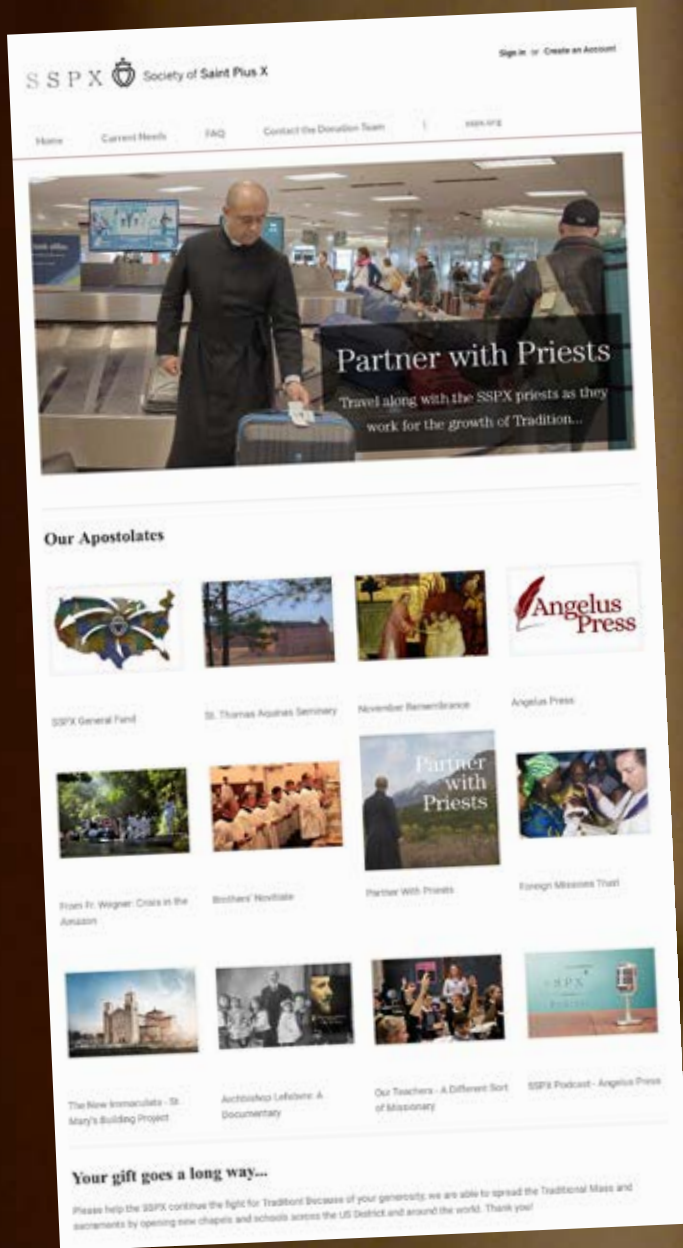 Sign in or Create an Account
SSPX Society of Saint Pius X
Home Current Needs FAQ Contact the Donation Team | sspx.org
Partner with Priests
Travel along with the SSPX priests as they
work for the growth of Tradition...
Our Apostolates
Angelus
Press
SSPX General Fund
St. Thomas Aquinas Seminary
November Remembrance
Angelus Press
Partner
with
Priests
From Fr. Wegner: Crisis in the
Amazon
Brothers' Novitiate
Partner With Priests
Foreign Missions Trust
SSPX
The New Immaculata - St.
Mary's Building Project
Archbishop Lefebvre: A
Documentary
Our Teachers - A Different Sort
of Missionary
SSPX Podcast - Angelus Press
Your gift goes a long way...
Please help the SSPX continue the fight for Tradition! Because of your generosity, we are able to spread the Traditional Mass and
sacraments by opening new chapels and schools across the US District and around the world. Thank you!